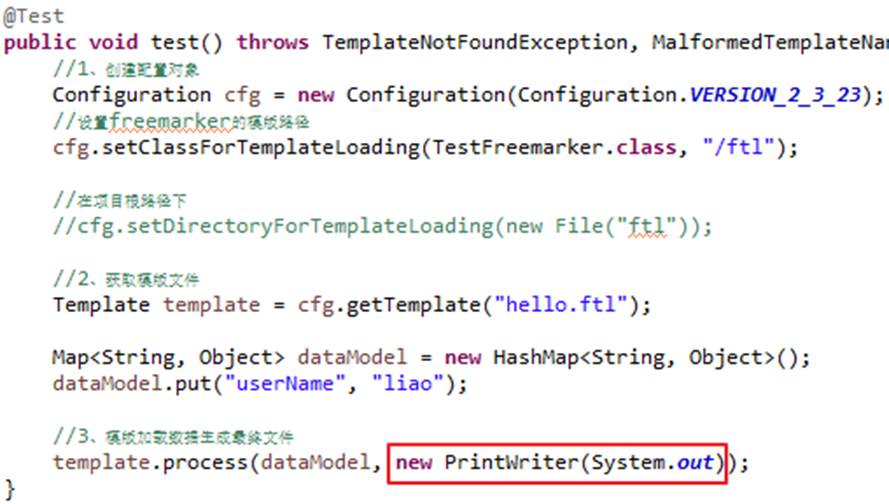 @Test
public void test() throws TemplateNotFoundException, MalformedTemplateNa
//1、创建配置对象
Configuration cfg = new Configuration(Configuration.VERSION_2_3_23);
//设置freemarker的模版路径
cfg.setClassForTemplateLoading(TestFreemarker.class, "/ftl");
//在项目根路径下
//cfg.setDirectoryForTemplateLoading(new File("ftl"));
//2、获取模版文件
Template template = cfg.getTemplate("hello.ftl");
Map<String, Object> dataModel = new HashMap<String, Object>();
dataModel.put("userName", "liao");
//3、模版加载数据生成最终文件
template.process(dataModel, new PrintWriter(System.out));
}